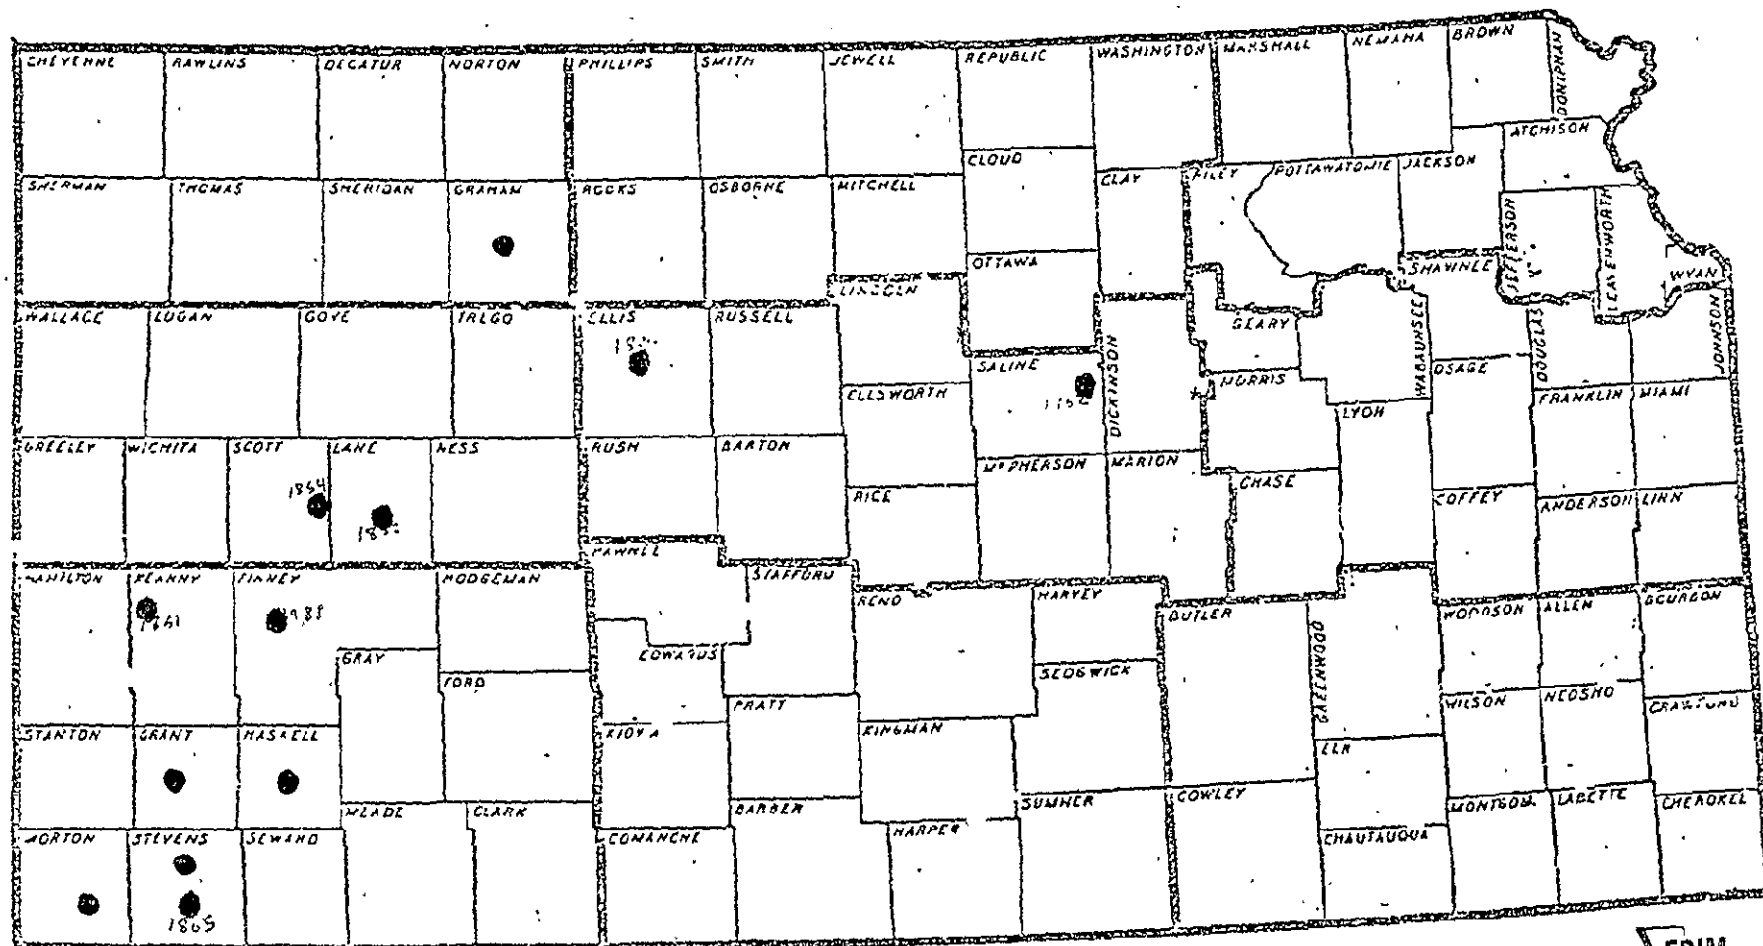 CHEYENNE RAWLINS DECATUR NORTON PHILLIPS SMITH JEWELL REPUBLIC WASHINGTON MARSHALL NEMAHA BROWN DONIPHAN
ATCHISON
CLOUD
SHERMAN THOMAS SHERIDAN GRAHAM ROOKS OSBORNE MITCHELL CLAY RILEY POTTAWATOMIE JACKSON
JEFFERSON LEAVENWORTH
OTTAWA SHAWNEE WYAN
LINCOLN
WALLACE LOGAN GOVE TREGO ELLIS RUSSELL GEARY WABAUNSEE DOUGLAS JOHNSON
SALINE DICKINSON OSAGE
ELLSWORTH MORRIS FRANKLIN MIAMI
LYON
GREELEY WICHITA SCOTT LANE NESS RUSH BARTON McPHERSON MARION
CHASE
1854
RICE COFFEY ANDERSON LINN
PAWNEE
HAMILTON KEARNY FINNEY HODGEMAN STAFFORD
RENO HARVEY BUTLER WOODSON ALLEN BOURBON
GREENWOOD
GRAY EDWARDS
FORD SEDGWICK
PRATT WILSON NEOSHO CRAWFORD
STANTON GRANT HASKELL KIOWA KINGMAN
ELK
MEADE CLARK BARBER SUMNER COWLEY MONTGOM. LABETTE CHEROKEE
MORTON STEVENS SEWARD COMANCHE HARPER CHAUTAUQUA
1865
ERIM